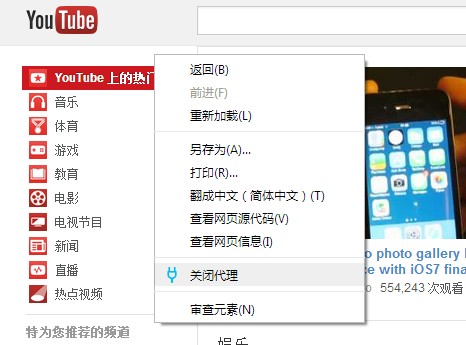 YouTube
YouTube 上的热门
音乐
体育
游戏
教育
电影
电视节目
新闻
直播
热点视频
特为您推荐的频道
返回(B)
前进(F)
重新加载(L)
另存为(A)...
打印(R)...
翻成中文（简体中文）(T)
查看网页源代码(V)
查看网页信息(I)
关闭代理
审查元素(N)
o photo gallery
ce with iOS7 fina
554,243 次观看
娱乐